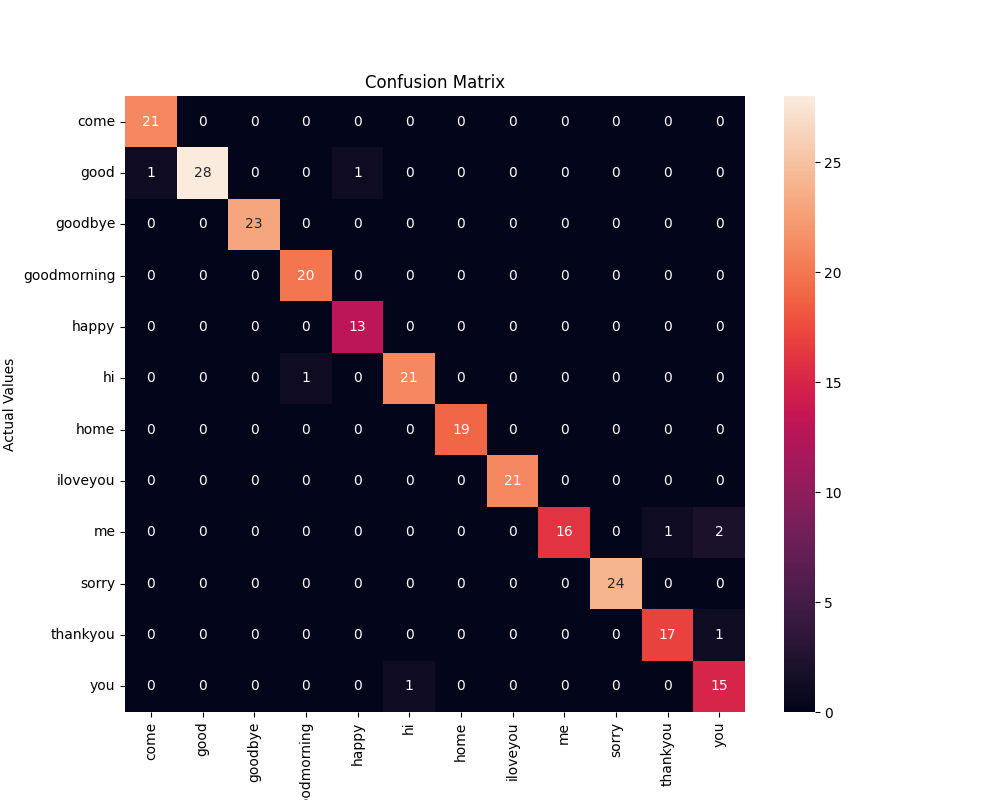 Confusion Matrix
Actual Values
come 21 0 0 0 0 0 0 0 0 0 0 0
good 1 28 0 0 1 0 0 0 0 0 0 0
goodbye 0 0 23 0 0 0 0 0 0 0 0 0
goodmorning 0 0 0 20 0 0 0 0 0 0 0 0
happy 0 0 0 0 13 0 0 0 0 0 0 0
hi 0 0 0 1 0 21 0 0 0 0 0 0
home 0 0 0 0 0 0 19 0 0 0 0 0
iloveyou 0 0 0 0 0 0 0 21 0 0 0 0
me 0 0 0 0 0 0 0 0 16 0 1 2
sorry 0 0 0 0 0 0 0 0 0 24 0 0
thankyou 0 0 0 0 0 0 0 0 0 0 17 1
you 0 0 0 0 0 1 0 0 0 0 0 15
come good goodbye oodmorning happy hi home iloveyou me sorry thankyou you
25
20
15
10
5
0